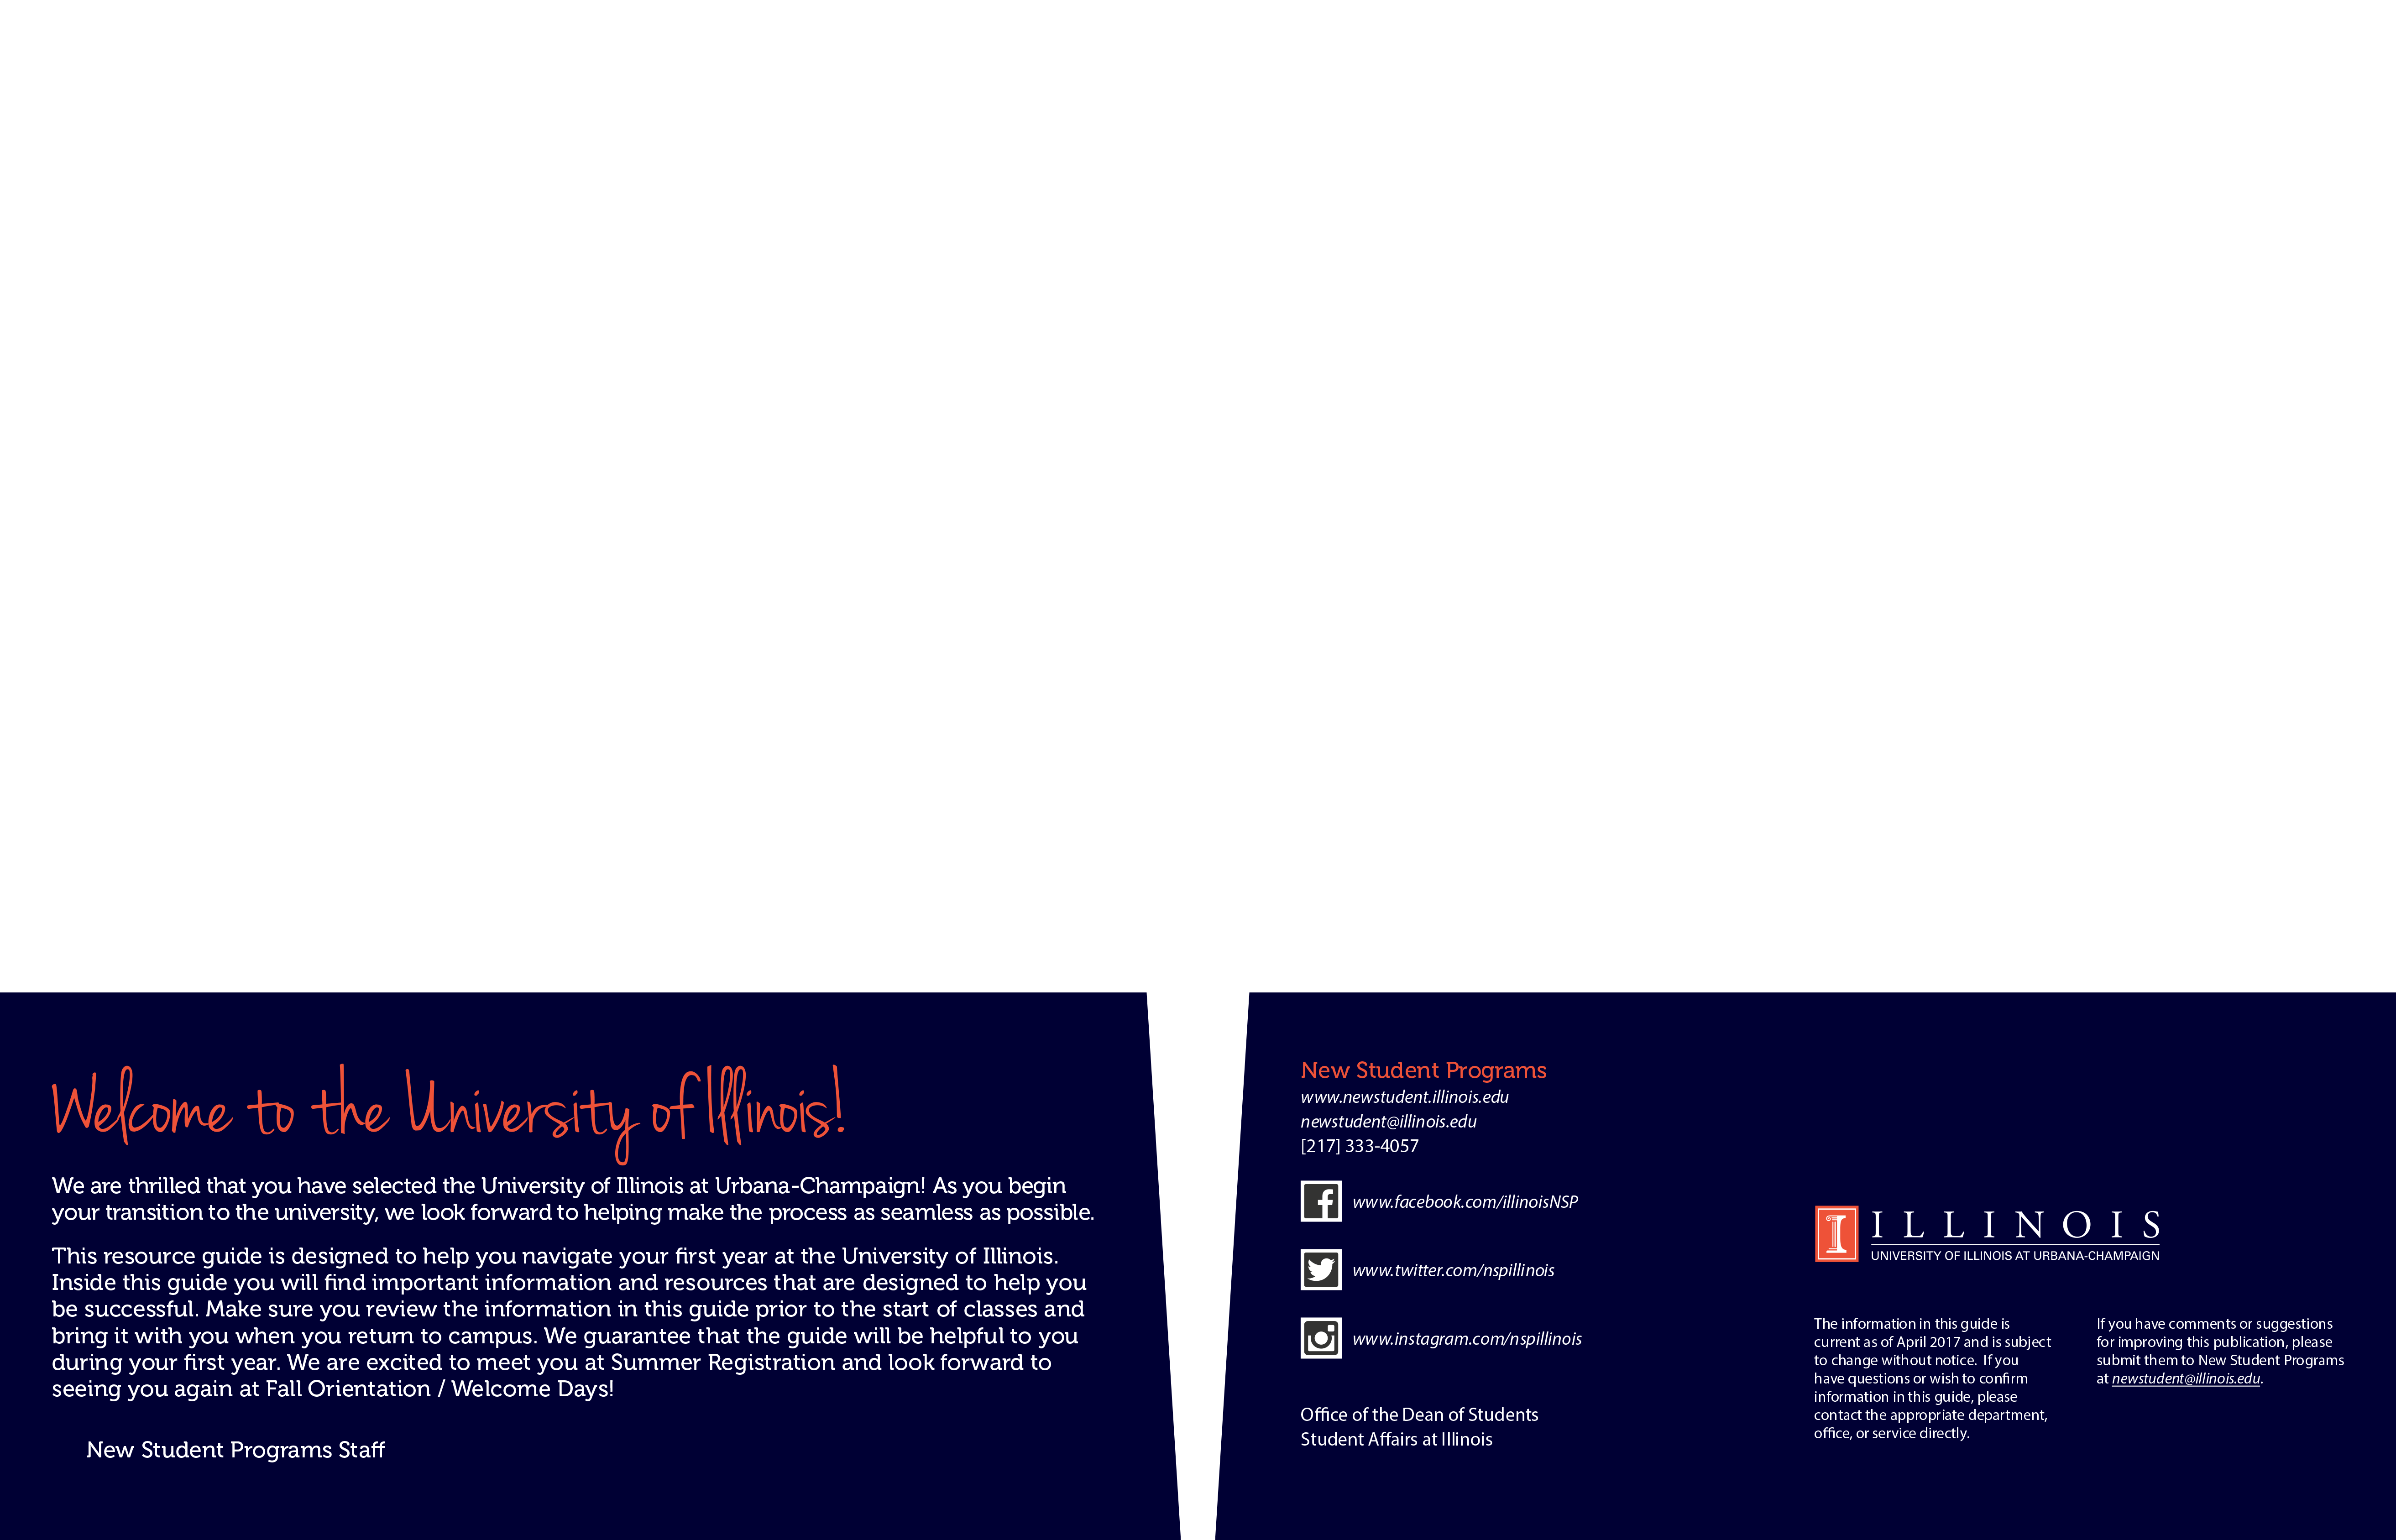 Welcome to the University of Illinois!
We are thrilled that you have selected the University of Illinois at Urbana-Champaign! As you begin
your transition to the university, we look forward to helping make the process as seamless as possible.
This resource guide is designed to help you navigate your first year at the University of Illinois.
Inside this guide you will find important information and resources that are designed to help you
be successful. Make sure you review the information in this guide prior to the start of classes and
bring it with you when you return to campus. We guarantee that the guide will be helpful to you
during your first year. We are excited to meet you at Summer Registration and look forward to
seeing you again at Fall Orientation / Welcome Days!
New Student Programs Staff
New Student Programs
www.newstudent.illinois.edu
newstudent@illinois.edu
[217] 333-4057
www.facebook.com/illinoisNSP
www.twitter.com/nspillinois
www.instagram.com/nspillinois
Office of the Dean of Students
Student Affairs at Illinois
I ILLINOIS
UNIVERSITY OF ILLINOIS AT URBANA-CHAMPAIGN
The information in this guide is
current as of April 2017 and is subject
to change without notice. If you
have questions or wish to confirm
information in this guide, please
contact the appropriate department,
office, or service directly.
If you have comments or suggestions
for improving this publication, please
submit them to New Student Programs
at newstudent@illinois.edu.